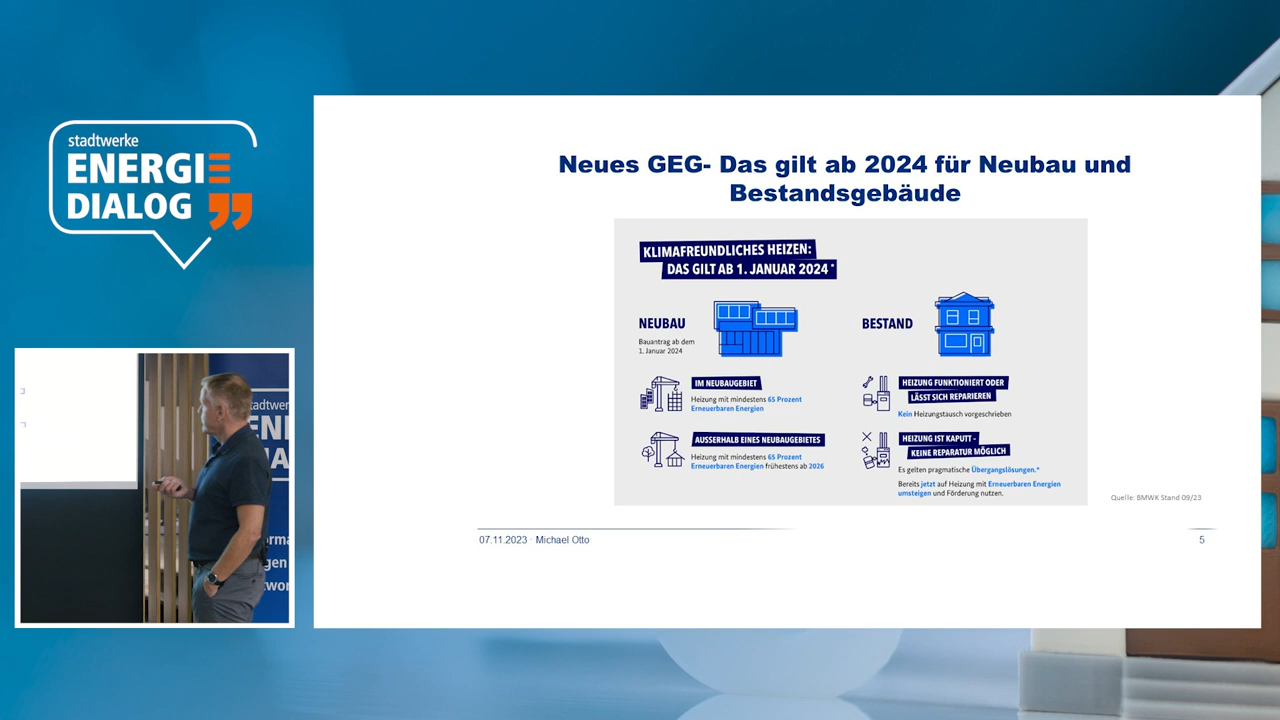 stadtwerke
ENERGIE
DIALOG
Neues GEG- Das gilt ab 2024 für Neubau und
Bestandsgebäude
KLIMAFREUNDLICHES HEIZEN:
DAS GILT AB 1. JANUAR 2024*
NEUBAU
Bauantrag ab dem
1. Januar 2024
IM NEUBAUGEBIET
Heizung mit mindestens 65 Prozent
Erneuerbaren Energien
AUSSERHALB EINES NEUBAUGEBIETES
Heizung mit mindestens 65 Prozent
Erneuerbaren Energien frühestens ab 2026
BESTAND
HEIZUNG FUNKTIONIERT ODER
LÄSST SICH REPARIEREN
Kein Heizungstausch vorgeschrieben
HEIZUNG IST KAPUTT -
KEINE REPARATUR MÖGLICH
Es gelten pragmatische Übergangslösungen.*
Bereits jetzt auf Heizung mit Erneuerbaren Energien
umsteigen und Förderung nutzen.
Quelle: BMWK Stand 09/23
07.11.2023 · Michael Otto
5